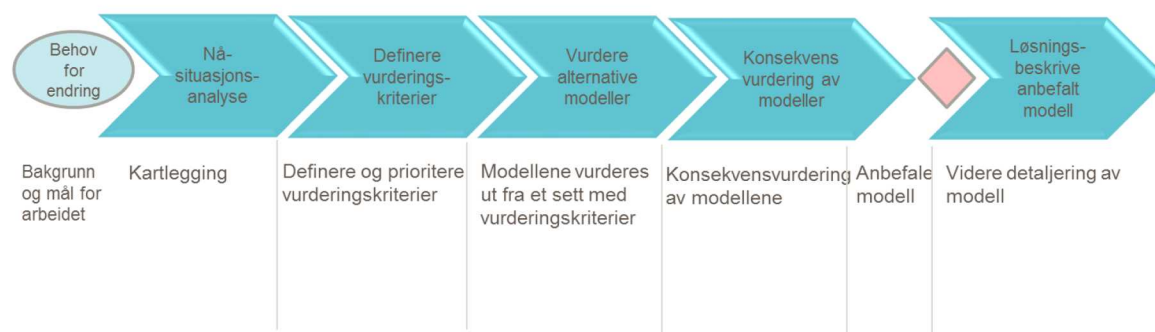 Behov
for
endring
Nå-
situasjons-
analyse
Definere
vurderings-
kriterier
Vurdere
alternative
modeller
Konsekvens
vurdering av
modeller
Løsnings-
beskrive
anbefalt
modell
Bakgrunn
og mål for
arbeidet
Kartlegging
Definere og prioritere
vurderingskriterier
Modellene vurderes
ut fra et sett med
vurderingskriterier
Konsekvensvurdering
av modellene
Anbefale
modell
Videre detaljering av
modell